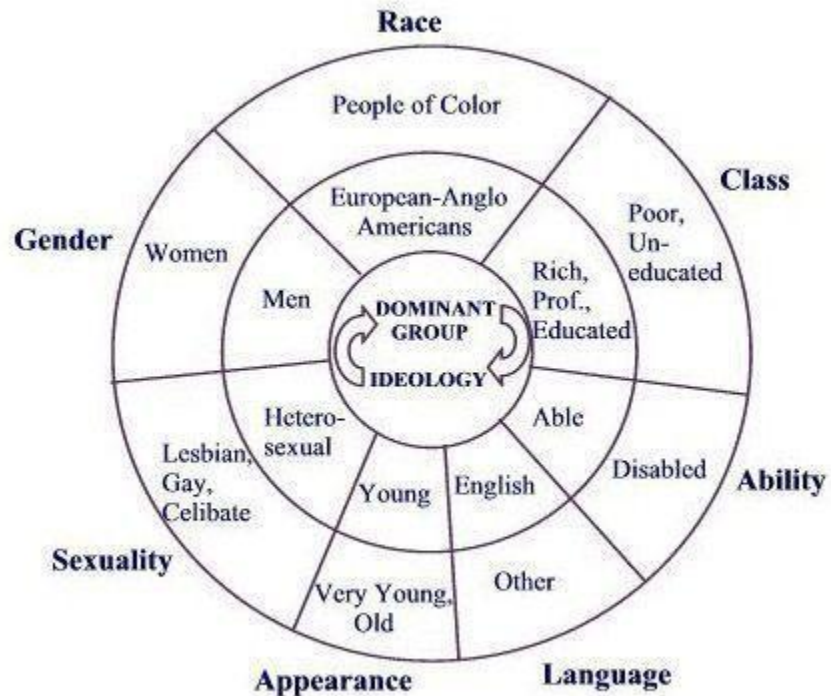 Race
People of Color
European-Anglo
Americans
Class
Poor,
Un-
educated
Rich,
Prof.,
Educated
Gender
Women
Men
DOMINANT
GROUP
IDEOLOGY
Able
Disabled
Ability
Hetero-
sexual
Lesbian,
Gay,
Celibate
Sexuality
Young
Very Young,
Old
Appearance
English
Other
Language